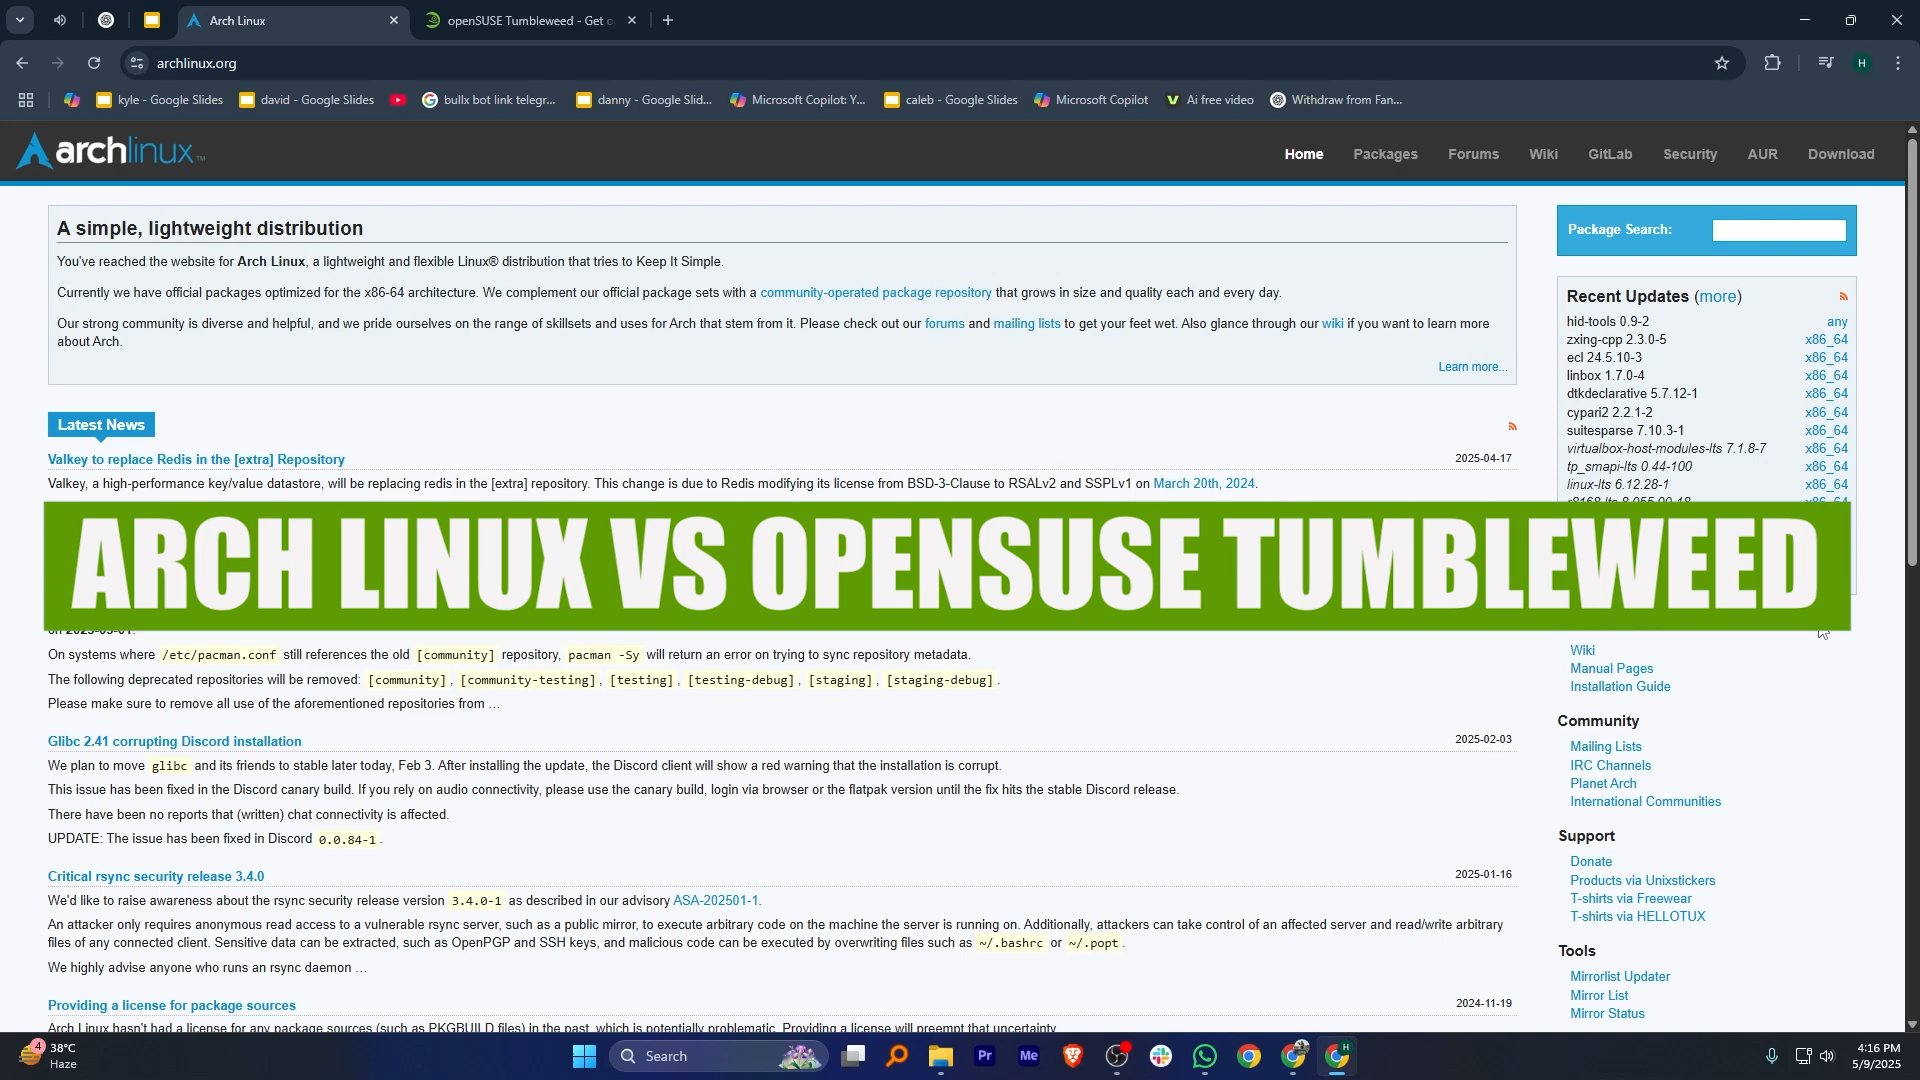 Arch Linux
openSUSE Tumbleweed - Get o
archlinux.org
H
kyle - Google Slides
david - Google Slides
bullx bot link telegr...
danny - Google Slid...
Microsoft Copilot: Y...
caleb - Google Slides
Microsoft Copilot
Ai free video
Withdraw from Fan...
archlinux™
Home
Packages
Forums
Wiki
GitLab
Security
AUR
Download
A simple, lightweight distribution
You've reached the website for Arch Linux, a lightweight and flexible Linux® distribution that tries to Keep It Simple.
Currently we have official packages optimized for the x86-64 architecture. We complement our official package sets with a community-operated package repository that grows in size and quality each and every day.
Our strong community is diverse and helpful, and we pride ourselves on the range of skillsets and uses for Arch that stem from it. Please check out our forums and mailing lists to get your feet wet. Also glance through our wiki if you want to learn more
about Arch.
Learn more...
Package Search:
Recent Updates (more)
hid-tools 0.9-2 any
zxing-cpp 2.3.0-5 x86_64
ecl 24.5.10-3 x86_64
linbox 1.7.0-4 x86_64
dtkdeclarative 5.7.12-1 x86_64
cypari2 2.2.1-2 x86_64
suitesparse 7.10.3-1 x86_64
virtualbox-host-modules-lts 7.1.8-7 x86_64
tp_smapi-lts 0.44-100 x86_64
linux-lts 6.12.28-1 x86_64
Latest News
Valkey to replace Redis in the [extra] Repository 2025-04-17
Valkey, a high-performance key/value datastore, will be replacing redis in the [extra] repository. This change is due to Redis modifying its license from BSD-3-Clause to RSALv2 and SSPLv1 on March 20th, 2024.
ARCH LINUX VS OPENSUSE TUMBLEWEED
On systems where /etc/pacman.conf still references the old [community] repository, pacman -Sy will return an error on trying to sync repository metadata.
The following deprecated repositories will be removed: [community], [community-testing], [testing], [testing-debug], [staging], [staging-debug].
Please make sure to remove all use of the aforementioned repositories from ...
Glibc 2.41 corrupting Discord installation 2025-02-03
We plan to move glibc and its friends to stable later today, Feb 3. After installing the update, the Discord client will show a red warning that the installation is corrupt.
This issue has been fixed in the Discord canary build. If you rely on audio connectivity, please use the canary build, login via browser or the flatpak version until the fix hits the stable Discord release.
There have been no reports that (written) chat connectivity is affected.
UPDATE: The issue has been fixed in Discord 0.0.84-1.
Critical rsync security release 3.4.0 2025-01-16
We'd like to raise awareness about the rsync security release version 3.4.0-1 as described in our advisory ASA-202501-1.
An attacker only requires anonymous read access to a vulnerable rsync server, such as a public mirror, to execute arbitrary code on the machine the server is running on. Additionally, attackers can take control of an affected server and read/write arbitrary
files of any connected client. Sensitive data can be extracted, such as OpenPGP and SSH keys, and malicious code can be executed by overwriting files such as ~/.bashrc or ~/.popt.
We highly advise anyone who runs an rsync daemon ...
Providing a license for package sources 2024-11-19
Arch Linux hasn't had a license for any package sources (such as PKGBUILD files) in the past, which is potentially problematic. Providing a license will preempt that uncertainty.
Wiki
Manual Pages
Installation Guide
Community
Mailing Lists
IRC Channels
Planet Arch
International Communities
Support
Donate
Products via Unixstickers
T-shirts via Freewear
T-shirts via HELLOTUX
Tools
Mirrorlist Updater
Mirror List
Mirror Status
4
38°C
Haze
Search
Pr
Me
H
4:16 PM
5/9/2025